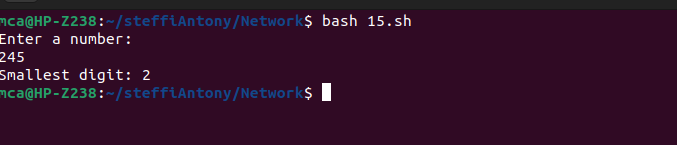 mca@HP-Z238:~/steffiAntony/Network$ bash 15.sh
Enter a number:
245
Smallest digit: 2
mca@HP-Z238:~/steffiAntony/Network$